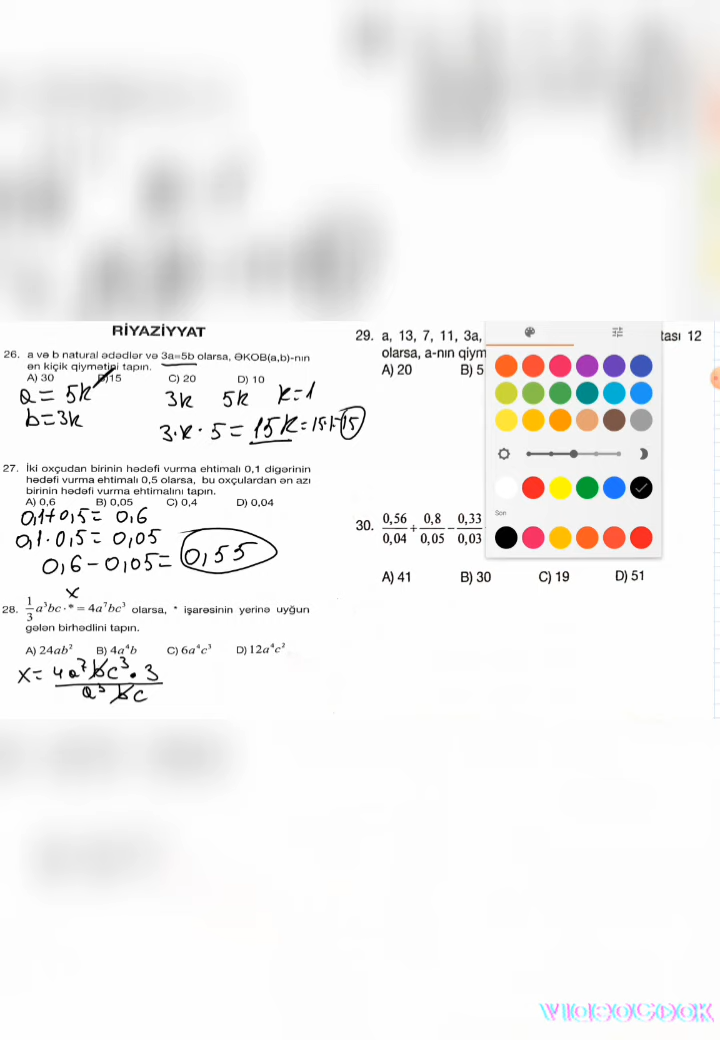 RİYAZİYYAT
26. a və b natural ədədlər və 3a=5b olarsa, ƏKOB(a,b)-nın
ən kiçik qiymətini tapın.
A) 30 B) 15 C) 20 D) 10
a = 5k 3k 5k k=1
b=3k
3·k·5 = 15k = 15·1=15
27. İki oxçudan birinin hədəfi vurma ehtimalı 0,1 digərinin
hədəfi vurma ehtimalı 0,5 olarsa, bu oxçulardan ən azı
birinin hədəfi vurma ehtimalını tapın.
A) 0,6 B) 0,05 C) 0,4 D) 0,04
0,1+0,5= 0,6
0,1·0,5= 0,05
0,6-0,05= 0,55
x
28. 1/3 a³bc·*=4a⁷bc³ olarsa, * işarəsinin yerinə uyğun
gələn birhədlini tapın.
A) 24ab² B) 4a⁴b C) 6a⁴c³ D) 12a⁴c²
x= 4a⁷bc³·3
a³bc
29. a, 13, 7, 11, 3a, tası 12
olarsa, a-nın qiym
A) 20 B) 5
Son
30. 0,56/0,04 + 0,8/0,05 − 0,33/0,03
A) 41 B) 30 C) 19 D) 51
VIDEOCOOK